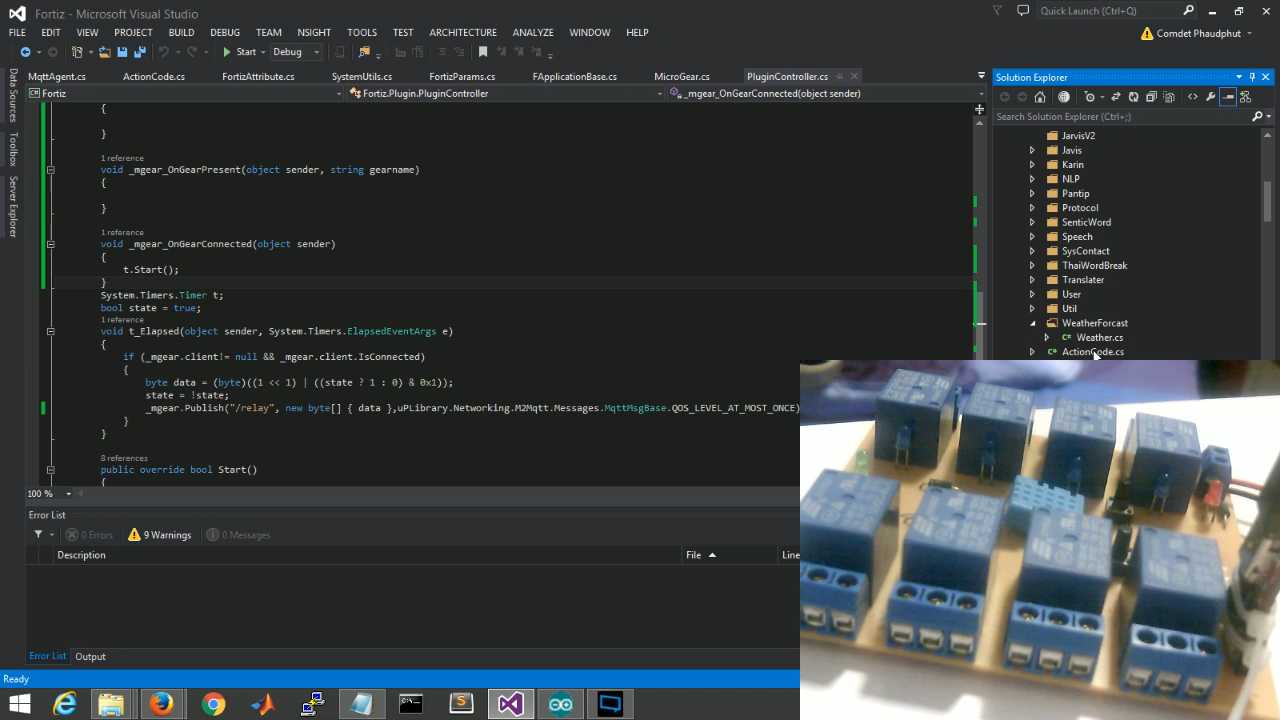 Fortiz - Microsoft Visual Studio
Quick Launch (Ctrl+Q)
FILE EDIT VIEW PROJECT BUILD DEBUG TEAM NSIGHT TOOLS TEST ARCHITECTURE ANALYZE WINDOW HELP
Comdet Phaudphut
Start Debug
MqttAgent.cs ActionCode.cs FortizAttribute.cs SystemUtils.cs FortizParams.cs FApplicationBase.cs MicroGear.cs PluginController.cs
Fortiz Fortiz.Plugin.PluginController _mgear_OnGearConnected(object sender)
Data Sources
Toolbox
Server Explorer
{
}
1 reference
void _mgear_OnGearPresent(object sender, string gearname)
{
}
1 reference
void _mgear_OnGearConnected(object sender)
{
t.Start();
}
System.Timers.Timer t;
bool state = true;
1 reference
void t_Elapsed(object sender, System.Timers.ElapsedEventArgs e)
{
if (_mgear.client!= null && _mgear.client.IsConnected)
{
byte data = (byte)((1 << 1) | ((state ? 1 : 0) & 0x1));
state = !state;
_mgear.Publish("/relay", new byte[] { data },uPLibrary.Networking.M2Mqtt.Messages.MqttMsgBase.QOS_LEVEL_AT_MOST_ONCE)
}
}
8 references
public override bool Start()
{
100 %
Solution Explorer
Search Solution Explorer (Ctrl+;)
JarvisV2
Javis
Karin
NLP
Pantip
Protocol
SenticWord
Speech
SysContact
ThaiWordBreak
Translater
User
Util
WeatherForcast
C# Weather.cs
C# ActionCode.cs
Error List
0 Errors 9 Warnings 0 Messages
Description File Line
Error List Output
Ready